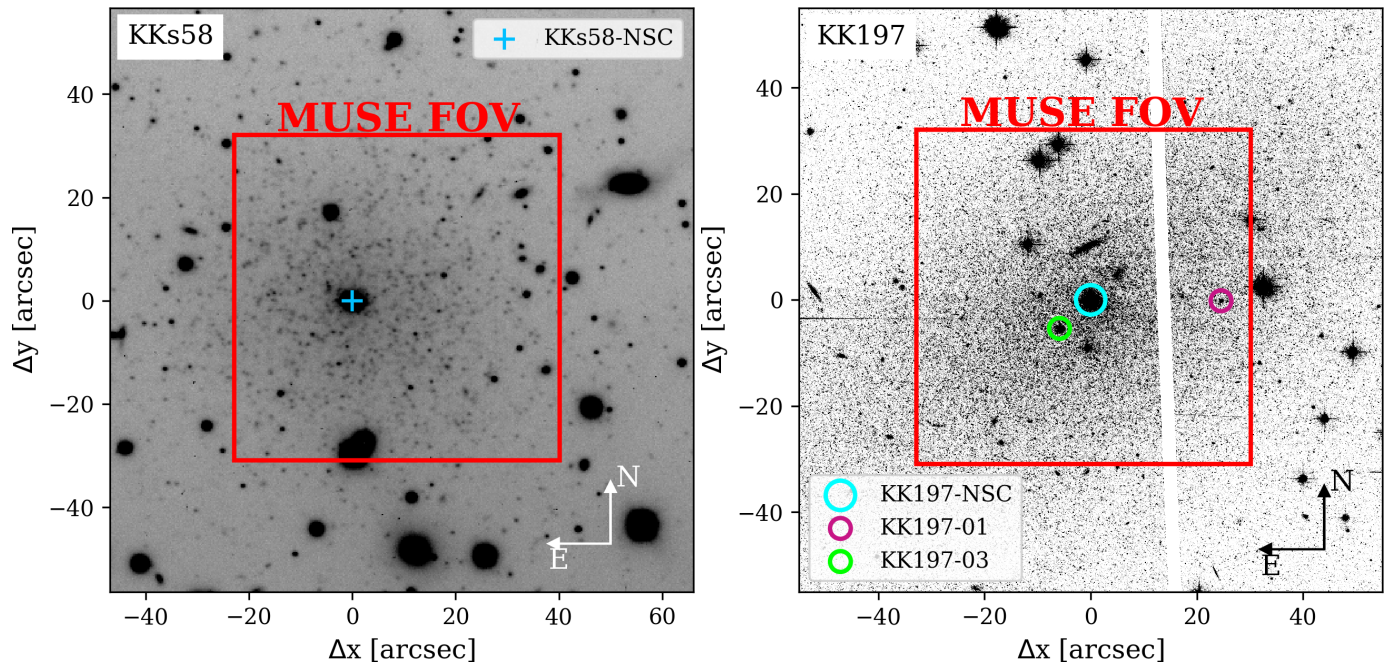 KKs58
KKs58-NSC
MUSE FOV
40
20
0
−20
−40
Δy [arcsec]
N
E
−40
−20
0
20
40
60
Δx [arcsec]
KK197
MUSE FOV
40
20
0
−20
−40
Δy [arcsec]
KK197-NSC
KK197-01
KK197-03
N
E
−40
−20
0
20
40
Δx [arcsec]